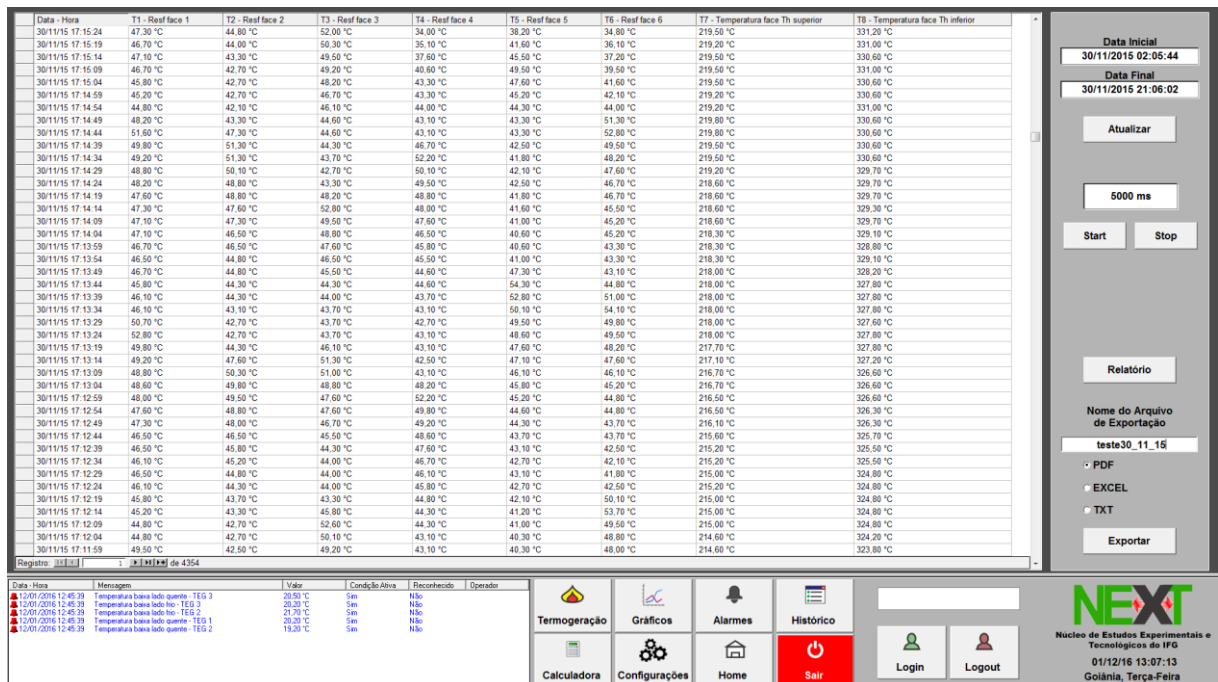 Data - Hora T1 - Resf face 1 T2 - Resf face 2 T3 - Resf face 3 T4 - Resf face 4 T5 - Resf face 5 T6 - Resf face 6 T7 - Temperatura face Th superior T8 - Temperatura face Th inferior
30/11/15 17:15:24 47,30 °C 44,80 °C 52,00 °C 34,00 °C 38,20 °C 34,80 °C 219,50 °C 331,20 °C
30/11/15 17:15:19 46,70 °C 44,00 °C 50,30 °C 35,10 °C 41,60 °C 36,10 °C 219,20 °C 331,00 °C
30/11/15 17:15:14 47,10 °C 43,30 °C 49,50 °C 37,60 °C 45,50 °C 37,20 °C 219,50 °C 330,60 °C
30/11/15 17:15:09 46,70 °C 42,70 °C 49,20 °C 40,60 °C 49,50 °C 39,50 °C 219,50 °C 331,00 °C
30/11/15 17:15:04 45,80 °C 42,70 °C 48,20 °C 43,30 °C 47,60 °C 41,60 °C 219,50 °C 330,60 °C
30/11/15 17:14:59 45,20 °C 42,70 °C 46,70 °C 43,30 °C 45,20 °C 42,10 °C 219,20 °C 330,60 °C
30/11/15 17:14:54 44,80 °C 42,10 °C 46,10 °C 44,00 °C 44,30 °C 44,00 °C 219,20 °C 331,00 °C
30/11/15 17:14:49 48,20 °C 43,30 °C 44,60 °C 43,10 °C 43,30 °C 51,30 °C 219,80 °C 330,60 °C
30/11/15 17:14:44 51,60 °C 47,30 °C 44,60 °C 43,10 °C 43,30 °C 52,80 °C 219,80 °C 330,60 °C
30/11/15 17:14:39 49,80 °C 51,30 °C 44,30 °C 46,70 °C 42,50 °C 49,50 °C 219,50 °C 330,60 °C
30/11/15 17:14:34 49,20 °C 51,30 °C 43,70 °C 52,20 °C 41,80 °C 48,20 °C 219,50 °C 330,60 °C
30/11/15 17:14:29 48,80 °C 50,10 °C 42,70 °C 50,10 °C 42,10 °C 47,60 °C 219,20 °C 329,70 °C
30/11/15 17:14:24 48,20 °C 48,80 °C 43,30 °C 49,50 °C 42,50 °C 46,70 °C 218,60 °C 329,70 °C
30/11/15 17:14:19 47,60 °C 48,80 °C 48,20 °C 48,80 °C 41,80 °C 46,70 °C 218,60 °C 329,70 °C
30/11/15 17:14:14 47,30 °C 47,60 °C 52,80 °C 48,00 °C 41,60 °C 45,50 °C 218,60 °C 329,30 °C
30/11/15 17:14:09 47,10 °C 47,30 °C 49,50 °C 47,60 °C 41,00 °C 45,20 °C 218,60 °C 329,70 °C
30/11/15 17:14:04 47,10 °C 46,50 °C 48,80 °C 46,50 °C 40,60 °C 45,20 °C 218,30 °C 329,10 °C
30/11/15 17:13:59 46,70 °C 46,50 °C 47,60 °C 45,80 °C 40,60 °C 43,30 °C 218,30 °C 328,80 °C
30/11/15 17:13:54 46,50 °C 44,80 °C 46,50 °C 45,50 °C 41,00 °C 43,30 °C 218,30 °C 329,10 °C
30/11/15 17:13:49 46,70 °C 44,80 °C 45,50 °C 44,60 °C 47,30 °C 43,10 °C 218,00 °C 328,20 °C
30/11/15 17:13:44 45,80 °C 44,30 °C 44,30 °C 44,60 °C 54,30 °C 44,80 °C 218,00 °C 327,80 °C
30/11/15 17:13:39 46,10 °C 44,30 °C 44,00 °C 43,70 °C 52,80 °C 51,00 °C 218,00 °C 327,80 °C
30/11/15 17:13:34 46,10 °C 43,10 °C 43,70 °C 43,10 °C 50,10 °C 54,10 °C 218,00 °C 327,80 °C
30/11/15 17:13:29 50,70 °C 42,70 °C 43,70 °C 42,70 °C 49,50 °C 49,80 °C 218,00 °C 327,60 °C
30/11/15 17:13:24 52,80 °C 42,70 °C 43,70 °C 43,10 °C 48,60 °C 49,50 °C 218,00 °C 327,80 °C
30/11/15 17:13:19 49,80 °C 44,30 °C 46,10 °C 43,10 °C 47,60 °C 48,20 °C 217,70 °C 327,80 °C
30/11/15 17:13:14 49,20 °C 47,60 °C 51,30 °C 42,50 °C 47,10 °C 47,60 °C 217,10 °C 327,20 °C
30/11/15 17:13:09 48,80 °C 50,30 °C 51,00 °C 43,10 °C 46,10 °C 46,10 °C 216,70 °C 326,60 °C
30/11/15 17:13:04 48,60 °C 49,80 °C 48,80 °C 48,20 °C 45,80 °C 45,20 °C 216,70 °C 326,60 °C
30/11/15 17:12:59 48,00 °C 49,50 °C 47,60 °C 52,20 °C 45,20 °C 44,80 °C 216,50 °C 326,60 °C
30/11/15 17:12:54 47,60 °C 48,80 °C 47,60 °C 49,80 °C 44,60 °C 44,80 °C 216,50 °C 326,30 °C
30/11/15 17:12:49 47,30 °C 48,00 °C 46,70 °C 49,20 °C 44,30 °C 43,70 °C 216,10 °C 326,30 °C
30/11/15 17:12:44 46,50 °C 46,50 °C 45,50 °C 48,60 °C 43,70 °C 43,70 °C 215,60 °C 325,70 °C
30/11/15 17:12:39 46,50 °C 45,80 °C 44,30 °C 47,60 °C 43,10 °C 42,50 °C 215,20 °C 325,50 °C
30/11/15 17:12:34 46,10 °C 45,20 °C 44,00 °C 46,70 °C 42,70 °C 42,10 °C 215,20 °C 325,50 °C
30/11/15 17:12:29 46,50 °C 44,80 °C 44,00 °C 46,10 °C 43,10 °C 41,80 °C 215,00 °C 324,80 °C
30/11/15 17:12:24 46,10 °C 44,30 °C 44,00 °C 45,80 °C 42,70 °C 42,50 °C 215,20 °C 324,80 °C
30/11/15 17:12:19 45,80 °C 43,70 °C 43,30 °C 44,80 °C 42,10 °C 50,10 °C 215,00 °C 324,80 °C
30/11/15 17:12:14 45,20 °C 43,30 °C 45,80 °C 44,30 °C 41,20 °C 53,70 °C 215,00 °C 324,80 °C
30/11/15 17:12:09 44,80 °C 42,70 °C 52,60 °C 44,30 °C 41,00 °C 49,50 °C 215,00 °C 324,80 °C
30/11/15 17:12:04 44,80 °C 42,70 °C 50,10 °C 43,10 °C 40,30 °C 48,80 °C 214,60 °C 324,20 °C
30/11/15 17:11:59 49,50 °C 42,50 °C 49,20 °C 43,10 °C 40,30 °C 48,00 °C 214,60 °C 323,80 °C
Registro: 1 de 4354
Data Inicial
30/11/2015 02:05:44
Data Final
30/11/2015 21:06:02
Atualizar
5000 ms
Start Stop
Relatório
Nome do Arquivo
de Exportação
teste30_11_15
PDF
EXCEL
TXT
Exportar
Data - Hora Mensagem Valor Condição Ativa Reconhecido Operador
12/01/2016 12:45:39 Temperatura baixa lado quente - TEG 3 20,50 °C Sim Não
12/01/2016 12:45:39 Temperatura baixa lado frio - TEG 3 20,20 °C Sim Não
12/01/2016 12:45:39 Temperatura baixa lado frio - TEG 2 21,70 °C Sim Não
12/01/2016 12:45:39 Temperatura baixa lado quente - TEG 1 20,20 °C Sim Não
12/01/2016 12:45:39 Temperatura baixa lado quente - TEG 2 19,20 °C Sim Não
Termogeração Gráficos Alarmes Histórico
Calculadora Configurações Home Sair
Login Logout
NEXT
Núcleo de Estudos Experimentais e
Tecnológicos do IFG
01/12/16 13:07:13
Goiânia, Terça-Feira